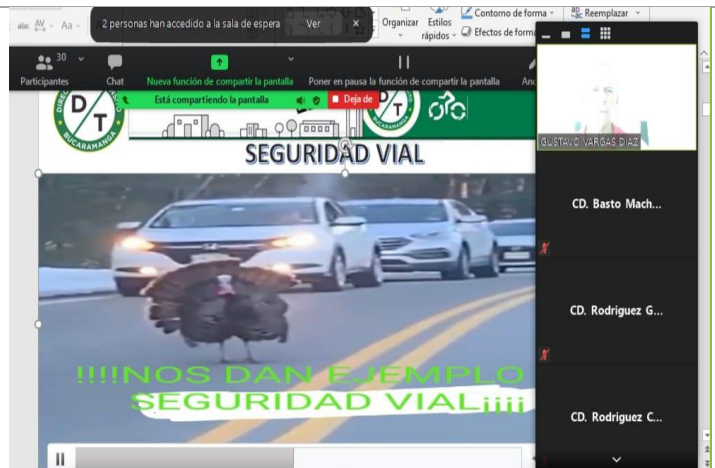 2 personas han accedido a la sala de espera
Ver
×
abc AV Aa
Organizar
Estilos
rápidos
Contorno de forma
Efectos de forma
Reemplazar
30
Participantes
Chat
Nueva función de compartir la pantalla
Poner en pausa la función de compartir la pantalla
Está compartiendo la pantalla
Deja de
D/T
BUCARAMANGA
D/T
SEGURIDAD VIAL
!!!!NOS DAN EJEMPLO
SEGURIDAD VIAL¡¡¡¡
GUSTAVO VARGAS DIAZ
CD. Basto Mach...
CD. Rodriguez G...
CD. Rodriguez C...